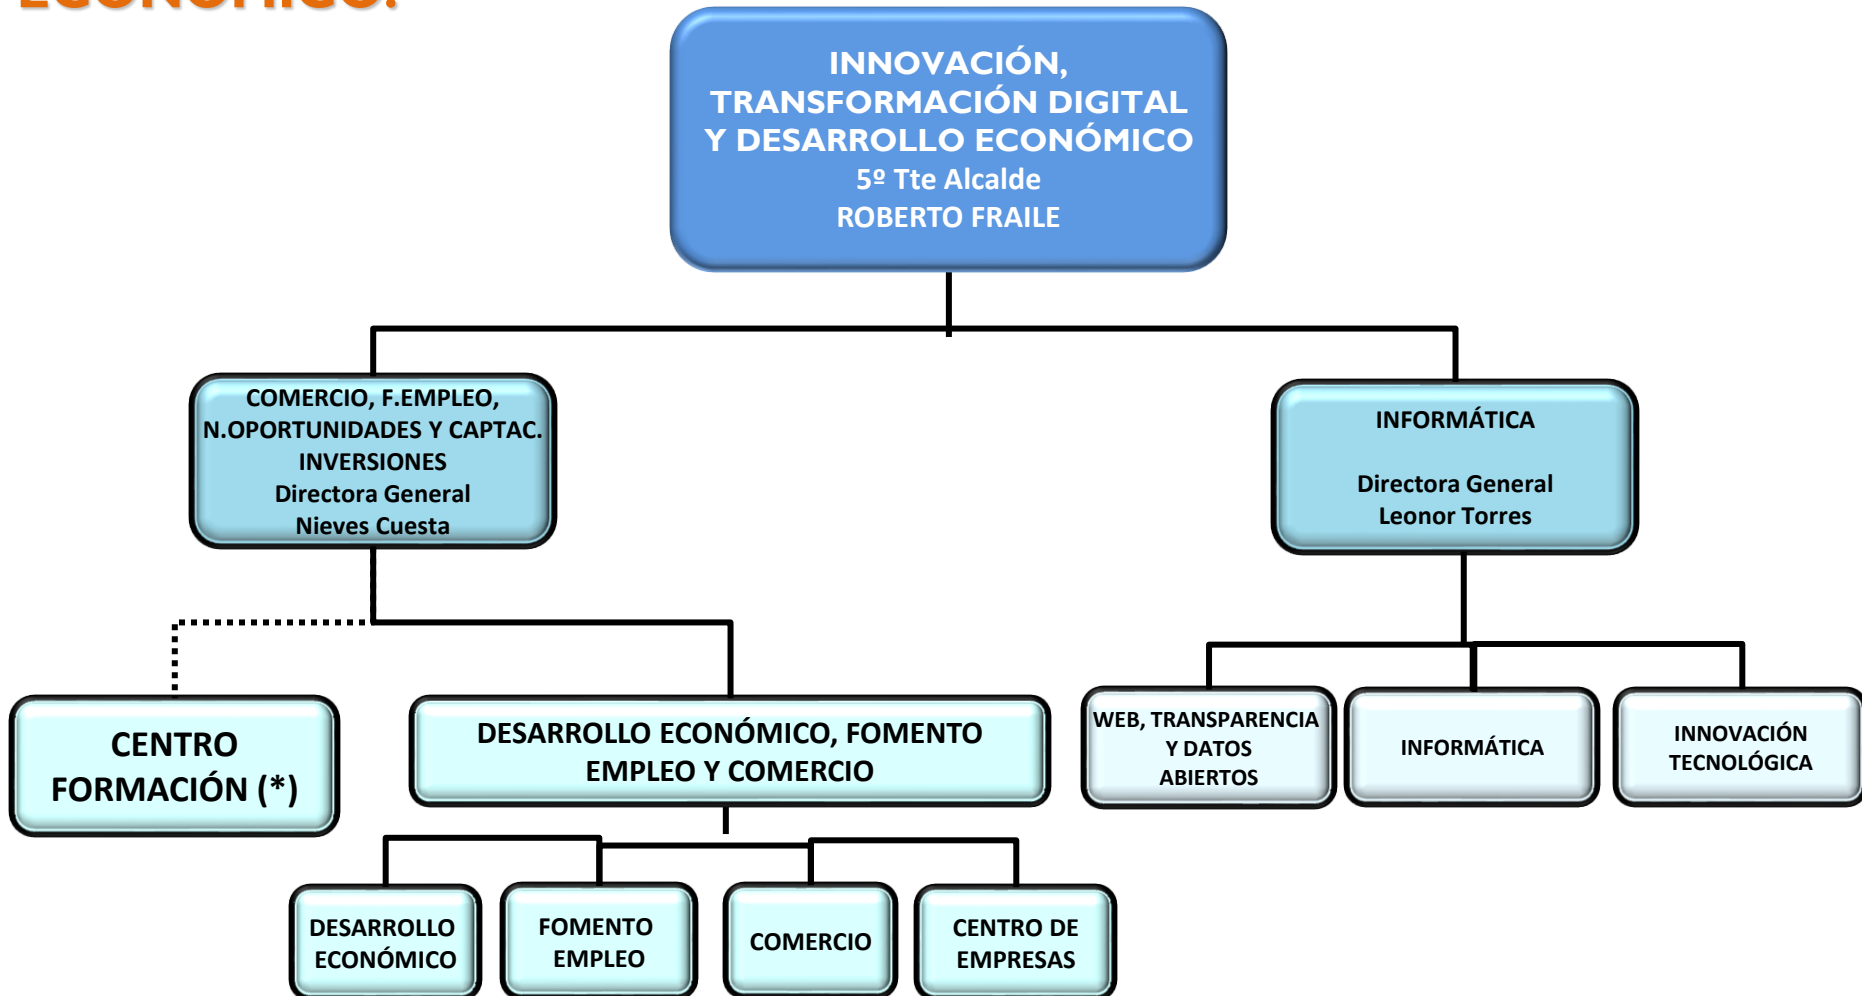 ECONÓMICO.
INNOVACIÓN,
TRANSFORMACIÓN DIGITAL
Y DESARROLLO ECONÓMICO
5º Tte Alcalde
ROBERTO FRAILE
COMERCIO, F.EMPLEO,
N.OPORTUNIDADES Y CAPTAC.
INVERSIONES
Directora General
Nieves Cuesta
INFORMÁTICA
Directora General
Leonor Torres
CENTRO
FORMACIÓN (*)
DESARROLLO ECONÓMICO, FOMENTO
EMPLEO Y COMERCIO
WEB, TRANSPARENCIA
Y DATOS
ABIERTOS
INFORMÁTICA
INNOVACIÓN
TECNOLÓGICA
DESARROLLO
ECONÓMICO
FOMENTO
EMPLEO
COMERCIO
CENTRO DE
EMPRESAS